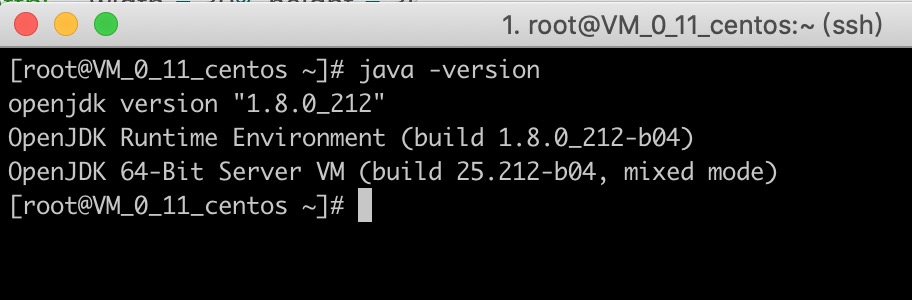 1. root@VM_0_11_centos:~ (ssh)
[root@VM_0_11_centos ~]# java -version
openjdk version "1.8.0_212"
OpenJDK Runtime Environment (build 1.8.0_212-b04)
OpenJDK 64-Bit Server VM (build 25.212-b04, mixed mode)
[root@VM_0_11_centos ~]#